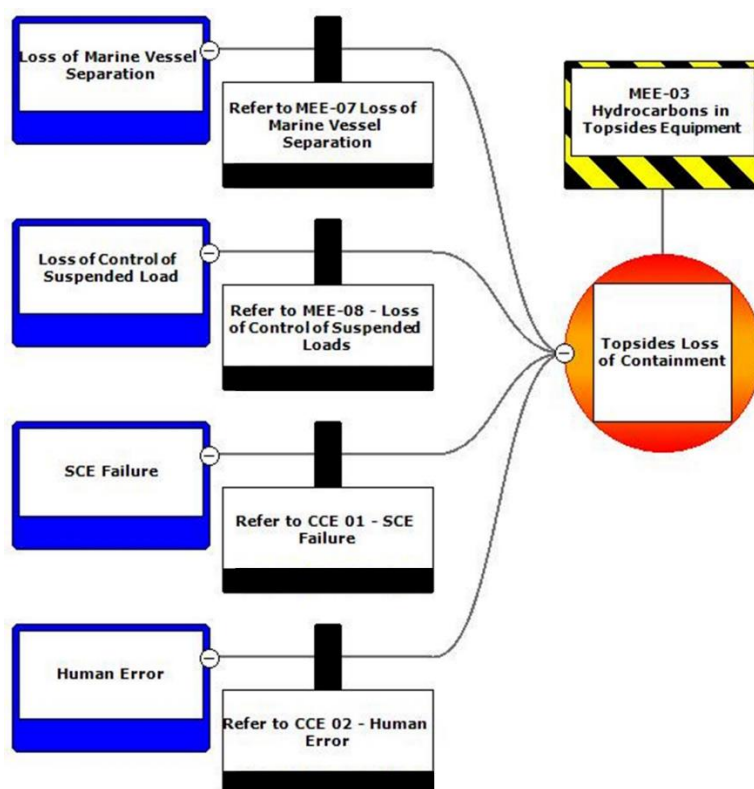 Loss of Marine Vessel
Separation
Refer to MEE-07 Loss of
Marine Vessel
Separation
MEE-03
Hydrocarbons in
Topsides Equipment
Loss of Control of
Suspended Load
Refer to MEE-08 - Loss
of Control of Suspended
Loads
Topsides Loss
of Containment
SCE Failure
Refer to CCE 01 - SCE
Failure
Human Error
Refer to CCE 02 - Human
Error